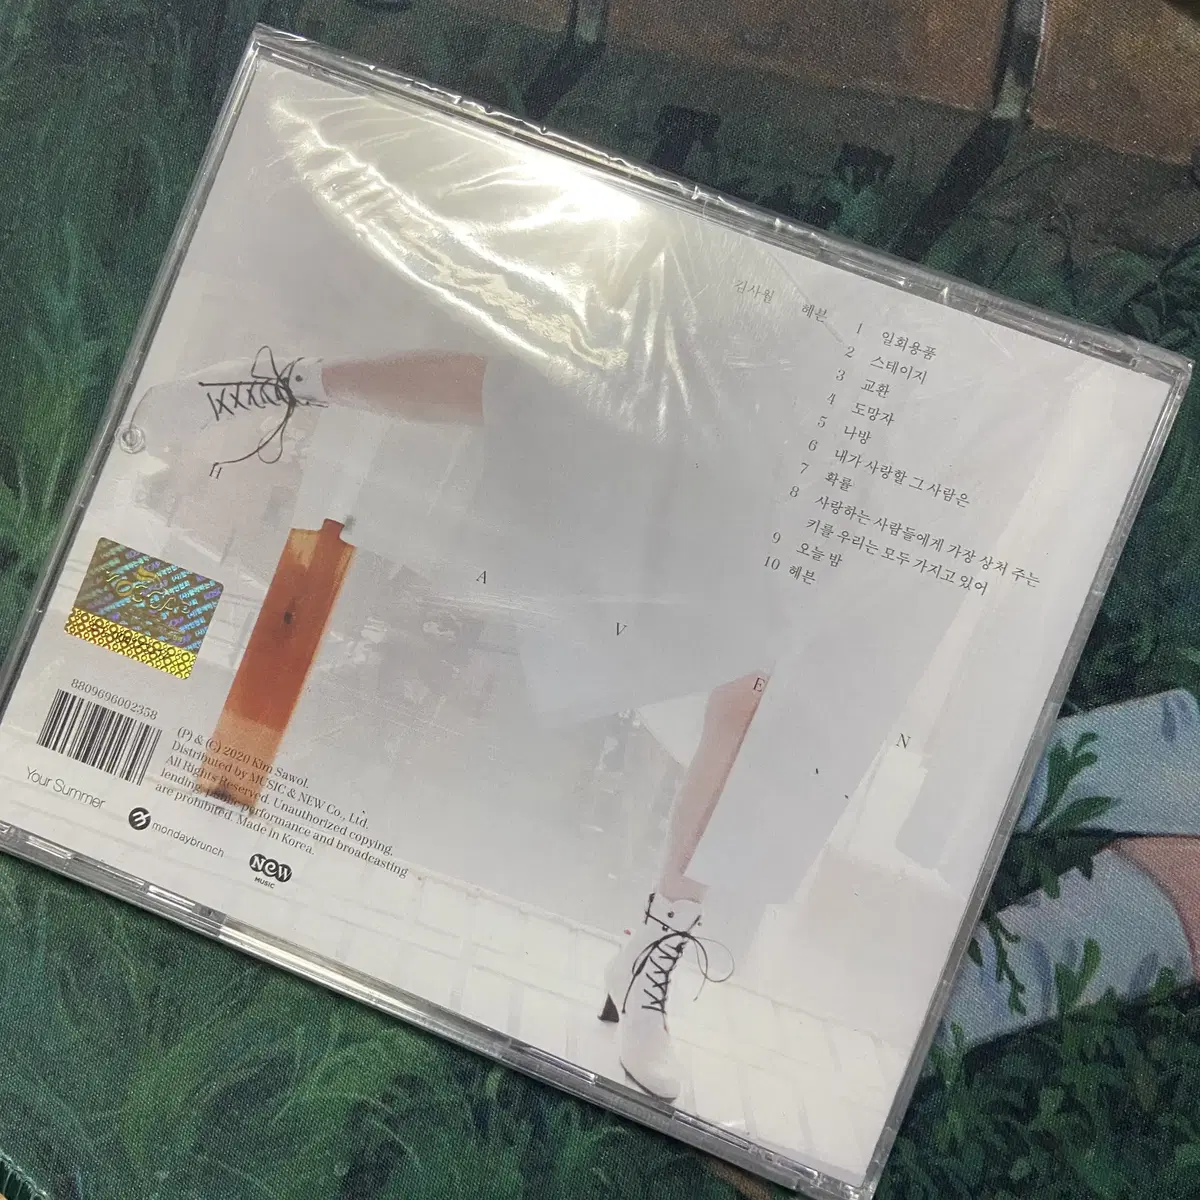 김사월 헤븐
1 일회용품
2 스테이지
3 교환
4 도망자
5 나방
6 내가 사랑할 그 사람은
7 확률
8 사랑하는 사람들에게 가장 상처 주는
키를 우리는 모두 가지고 있어
9 오늘 밤
10 헤븐
H
A
V
E
N
8809696002358
(P) & (C) 2020 Kim Sawol.
Distributed by MUSIC & NEW Co., Ltd.
All Rights Reserved. Unauthorized copying,
lending, public performance and broadcasting
are prohibited. Made in Korea.
Your Summer
mondaybrunch
NEW
MUSIC